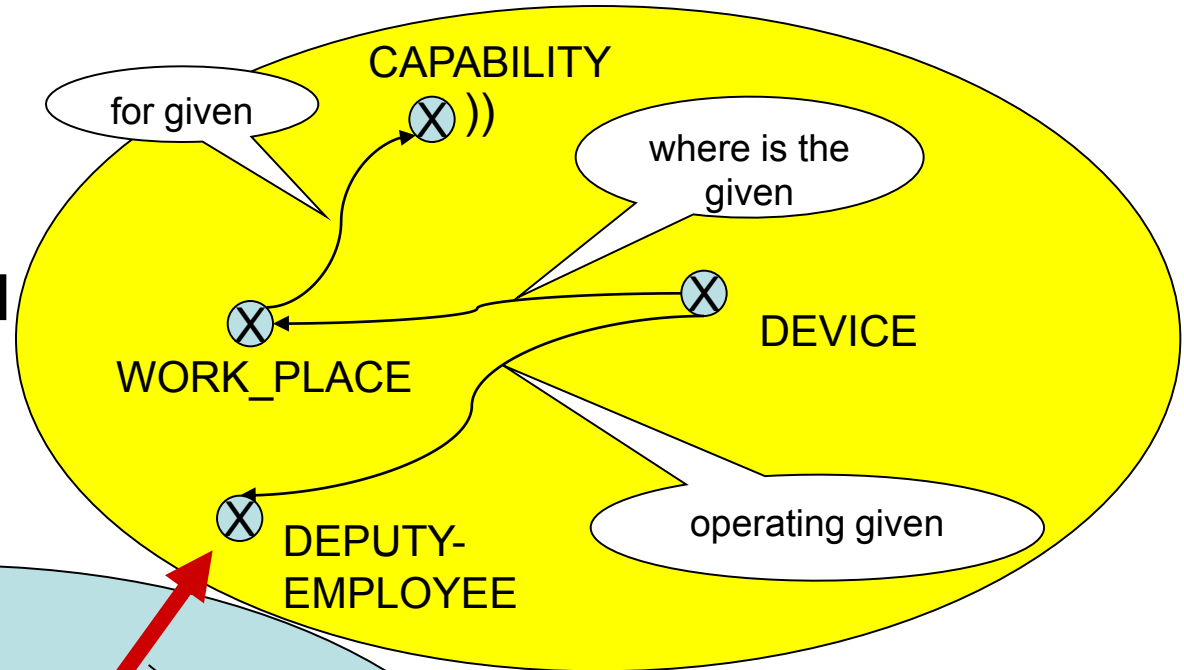 CAPABILITY
for given
X ))
where is the
given
X
DEVICE
X
WORK_PLACE
operating given
X
DEPUTY-
EMPLOYEE